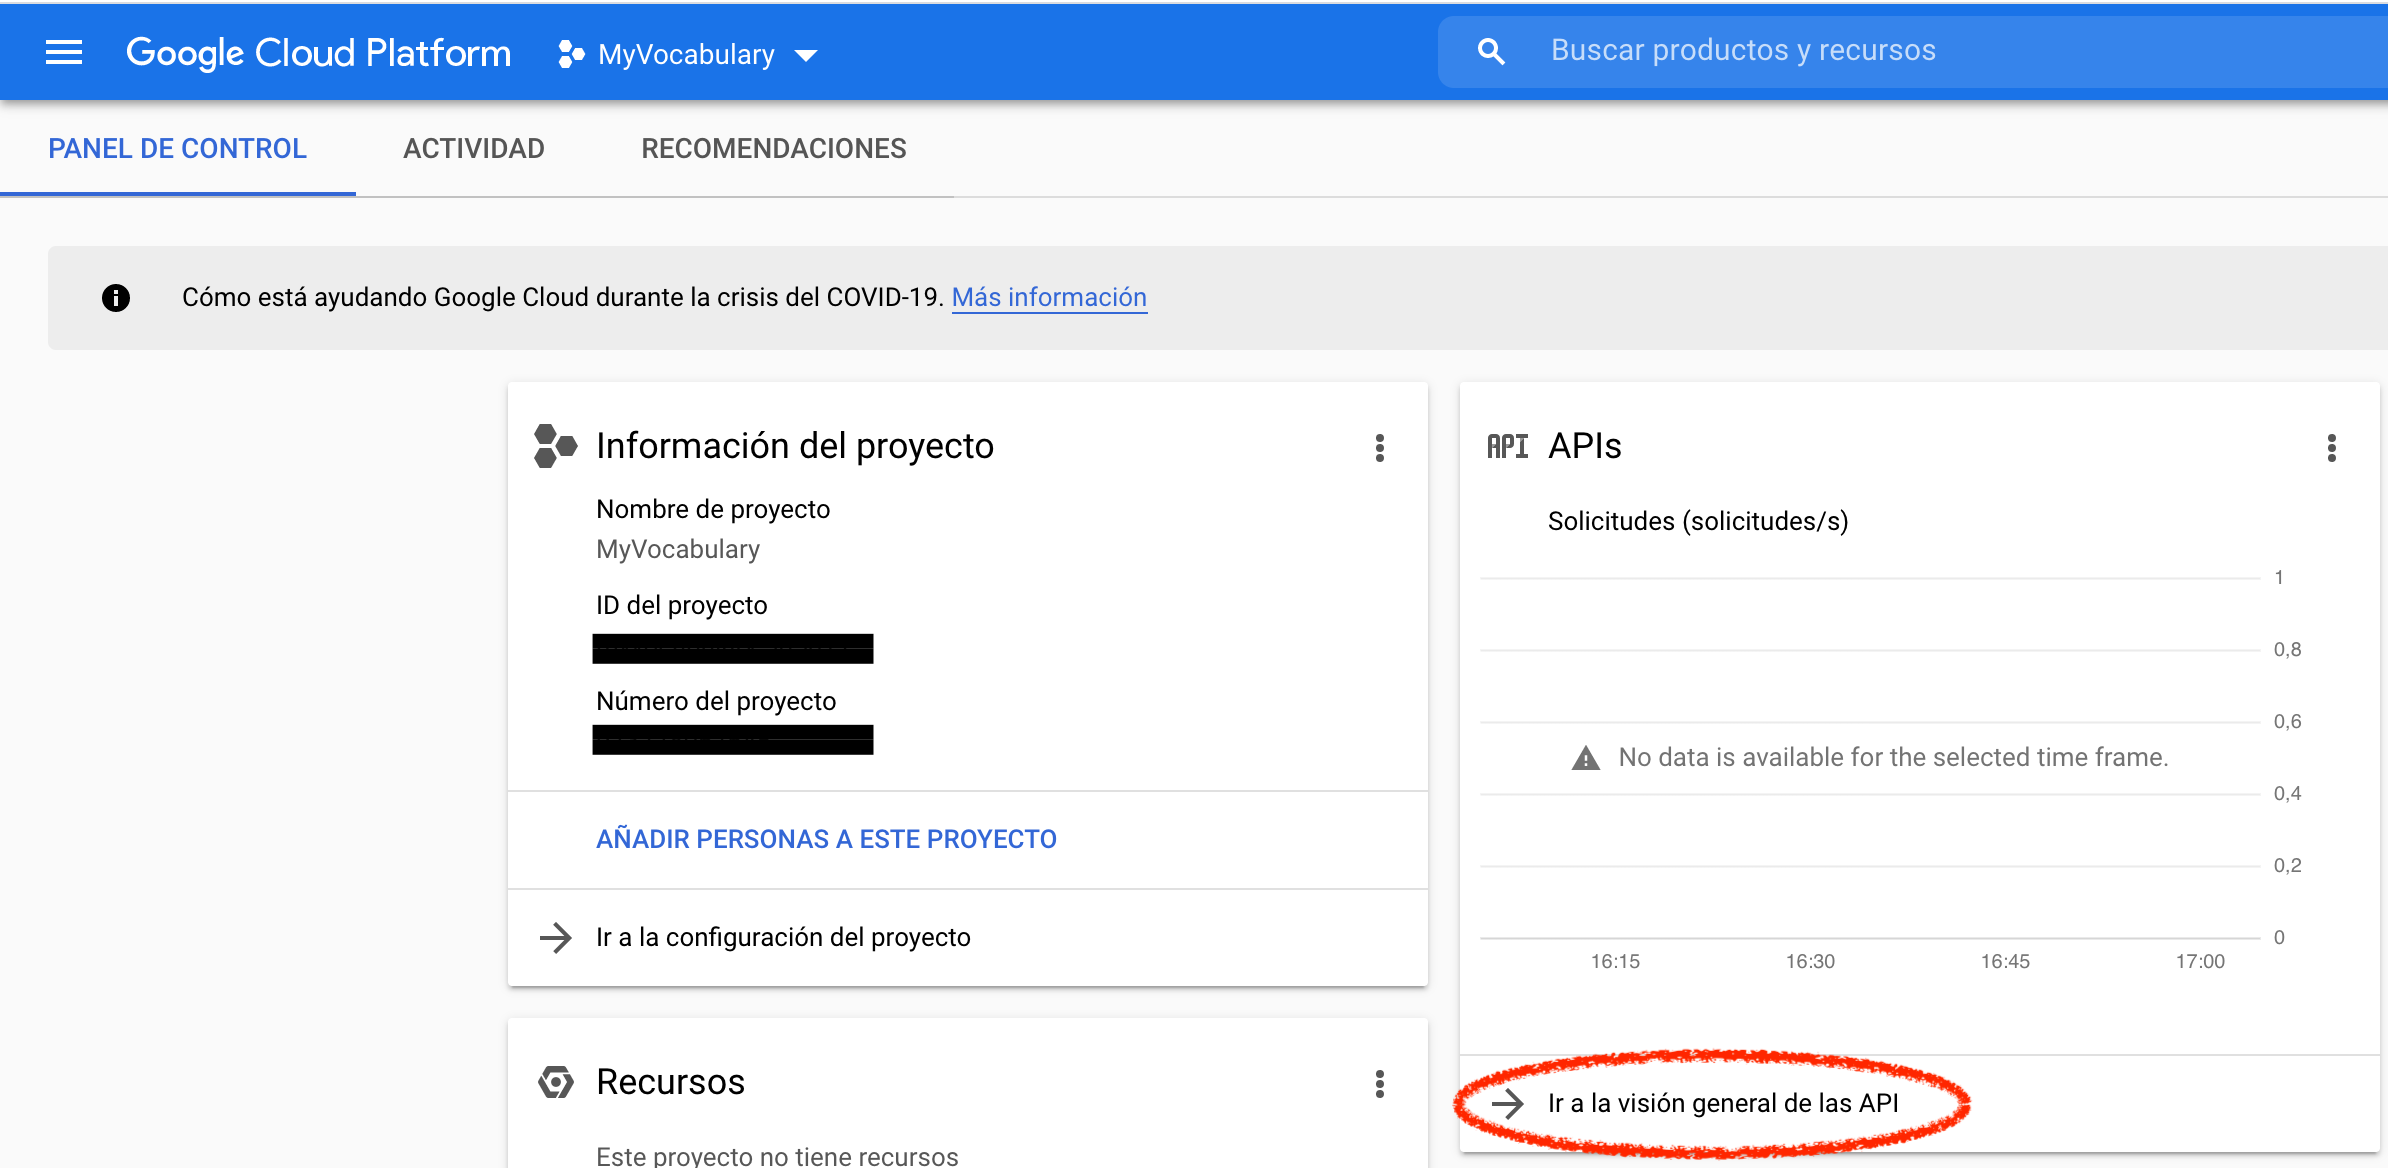 Google Cloud Platform
MyVocabulary
Buscar productos y recursos
PANEL DE CONTROL
ACTIVIDAD
RECOMENDACIONES
Cómo está ayudando Google Cloud durante la crisis del COVID-19. Más información
Información del proyecto
Nombre de proyecto
MyVocabulary
ID del proyecto
Número del proyecto
AÑADIR PERSONAS A ESTE PROYECTO
Ir a la configuración del proyecto
Recursos
Este proyecto no tiene recursos
API APIs
Solicitudes (solicitudes/s)
1
0,8
0,6
No data is available for the selected time frame.
0,4
0,2
0
16:15 16:30 16:45 17:00
Ir a la visión general de las API